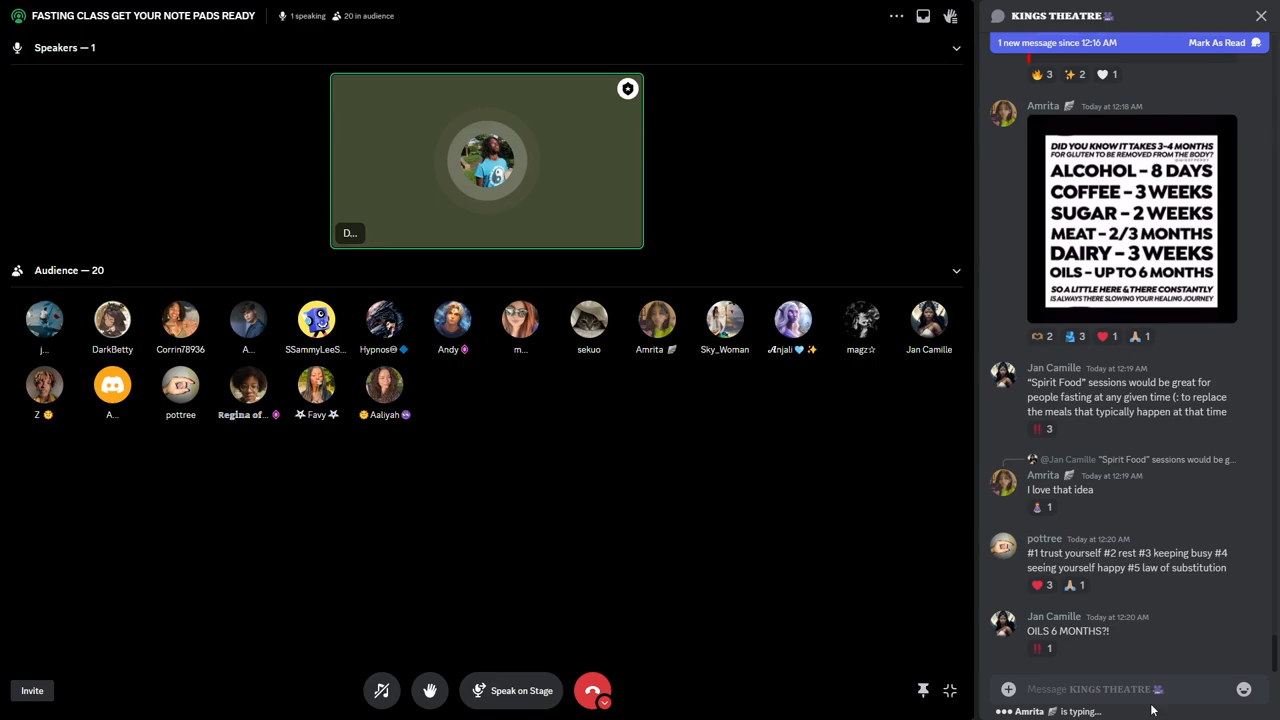 FASTING CLASS GET YOUR NOTE PADS READY
1 speaking
20 in audience
Speakers — 1
D...
Audience — 20
j...
DarkBetty
Corrin78936
A...
SSammyLeeS...
Hypnos
Andy
m...
sekuo
Amrita
Sky_Woman
𝓐njali
magz☆
Jan Camille
Z
A...
pottree
Regina of...
Favy
Aaliyah
Invite
Speak on Stage
KINGS THEATRE
1 new message since 12:16 AM
Mark As Read
3
2
1
Amrita Today at 12:18 AM
DID YOU KNOW IT TAKES 3-4 MONTHS
FOR GLUTEN TO BE REMOVED FROM THE BODY?
ALCOHOL – 8 DAYS
COFFEE – 3 WEEKS
SUGAR – 2 WEEKS
MEAT – 2/3 MONTHS
DAIRY – 3 WEEKS
OILS – UP TO 6 MONTHS
SO A LITTLE HERE & THERE CONSTANTLY
IS ALWAYS THERE SLOWING YOUR HEALING JOURNEY
2
3
1
1
Jan Camille Today at 12:19 AM
“Spirit Food” sessions would be great for
people fasting at any given time (: to replace
the meals that typically happen at that time
3
@Jan Camille “Spirit Food” sessions would be g...
Amrita Today at 12:19 AM
I love that idea
1
pottree Today at 12:20 AM
#1 trust yourself #2 rest #3 keeping busy #4
seeing yourself happy #5 law of substitution
3
1
Jan Camille Today at 12:20 AM
OILS 6 MONTHS?!
1
Message KINGS THEATRE
Amrita is typing...